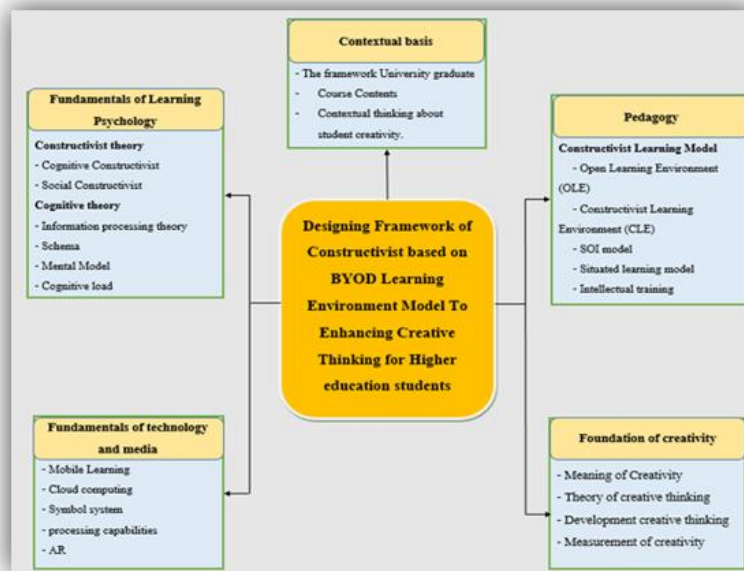 Contextual basis
- The framework University graduate
- Course Contents
- Contextual thinking about
student creativity.
Fundamentals of Learning
Psychology
Constructivist theory
- Cognitive Constructivist
- Social Constructivist
Cognitive theory
- Information processing theory
- Schema
- Mental Model
- Cognitive load
Pedagogy
Constructivist Learning Model
- Open Learning Environment
(OLE)
- Constructivist Learning
Environment (CLE)
- SOI model
- Situated learning model
- Intellectual training
Designing Framework of
Constructivist based on
BYOD Learning
Environment Model To
Enhancing Creative
Thinking for Higher
education students
Fundamentals of technology
and media
- Mobile Learning
- Cloud computing
- Symbol system
- processing capabilities
- AR
Foundation of creativity
- Meaning of Creativity
- Theory of creative thinking
- Development creative thinking
- Measurement of creativity